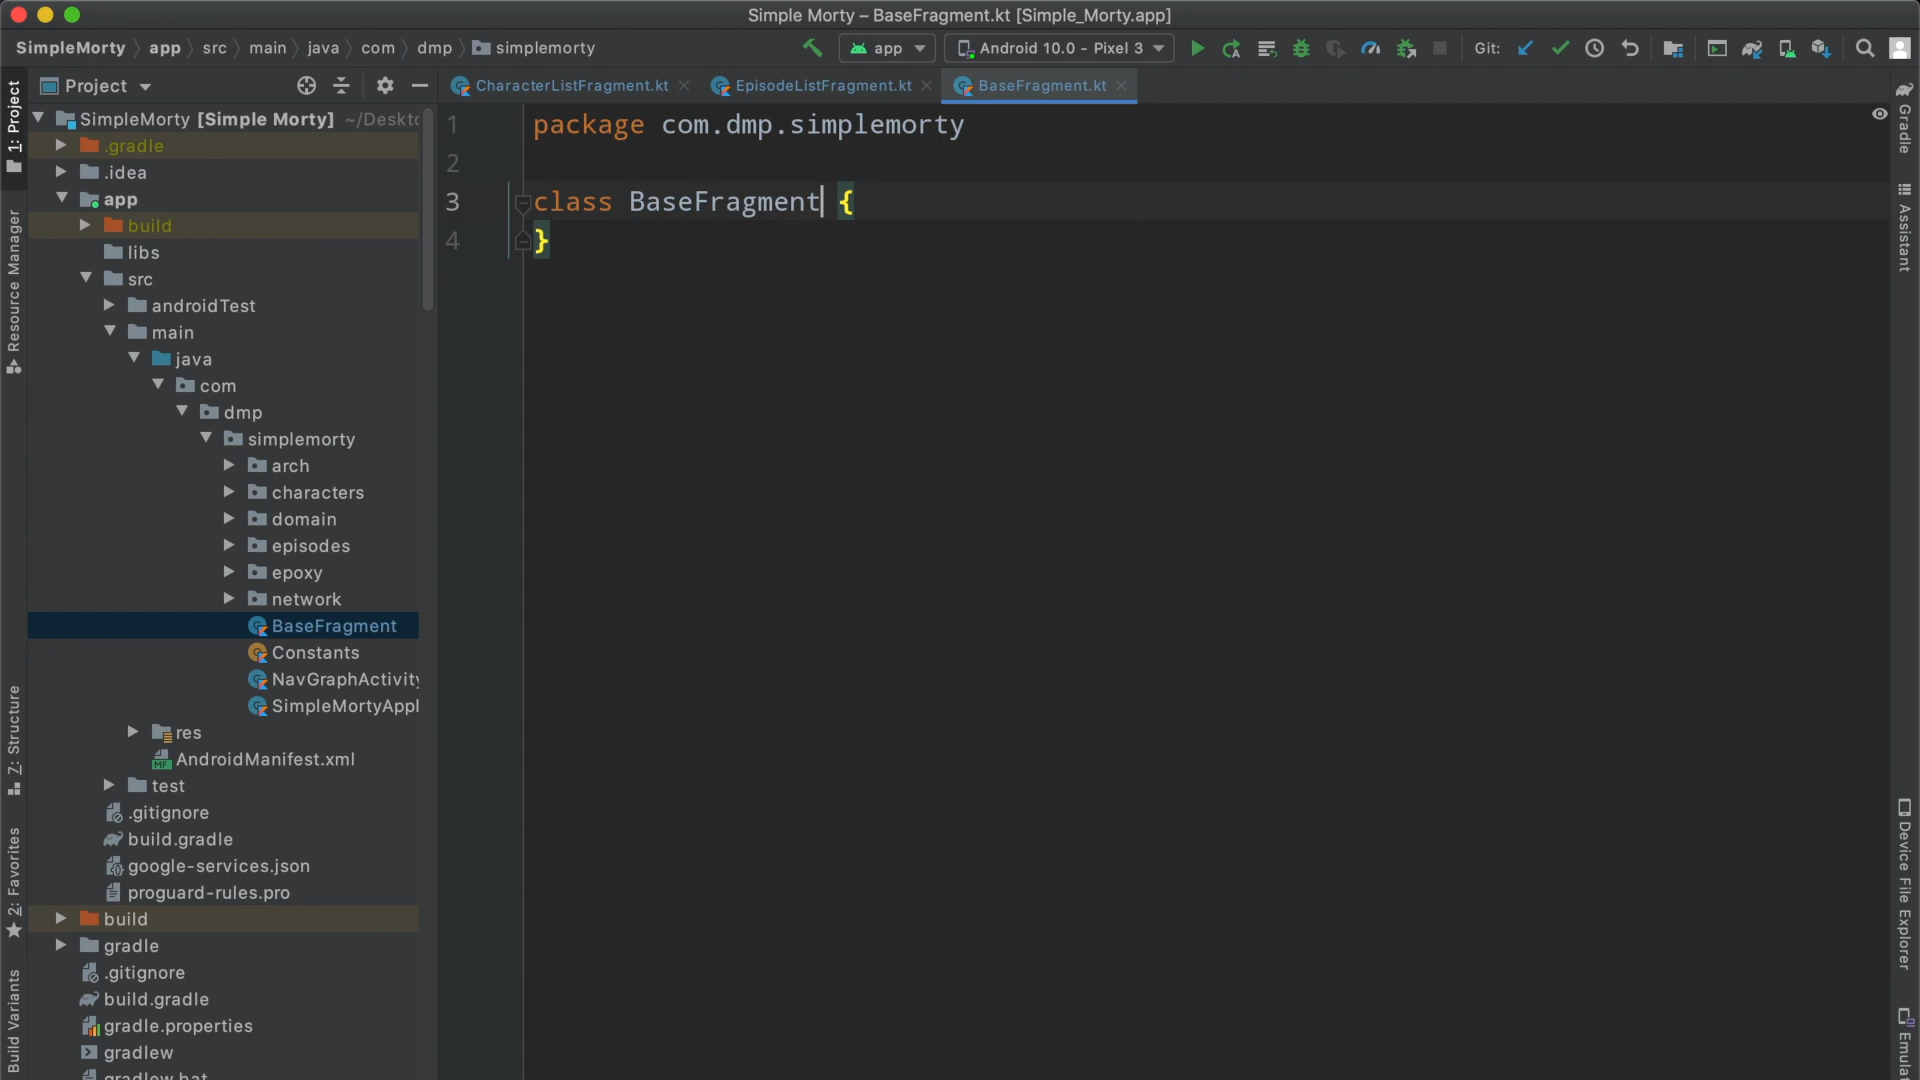 Simple Morty – BaseFragment.kt [Simple_Morty.app]
SimpleMorty app src main java com dmp simplemorty
app
Android 10.0 - Pixel 3
Git:
Project
CharacterListFragment.kt
EpisodeListFragment.kt
BaseFragment.kt
1: Project
Resource Manager
Z: Structure
2: Favorites
Build Variants
SimpleMorty [Simple Morty] ~/Deskto
.gradle
.idea
app
build
libs
src
androidTest
main
java
com
dmp
simplemorty
arch
characters
domain
episodes
epoxy
network
BaseFragment
Constants
NavGraphActivity
SimpleMortyAppl
res
AndroidManifest.xml
test
.gitignore
build.gradle
google-services.json
proguard-rules.pro
build
gradle
.gitignore
build.gradle
gradle.properties
gradlew
gradlew.bat
1 package com.dmp.simplemorty
2
3 class BaseFragment {
4 }
Gradle
Assistant
Device File Explorer
Emulat